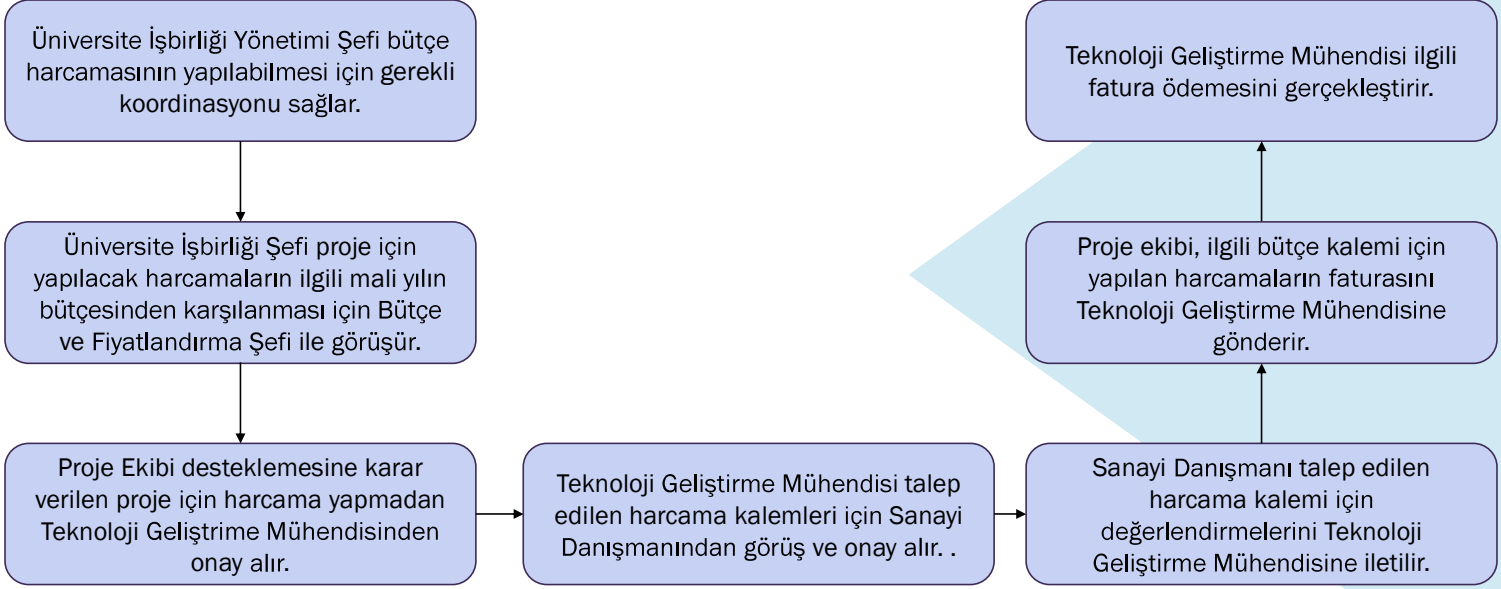 Üniversite İşbirliği Yönetimi Şefi bütçe
harcamasının yapılabilmesi için gerekli
koordinasyonu sağlar.
Üniversite İşbirliği Şefi proje için
yapılacak harcamaların ilgili mali yılın
bütçesinden karşılanması için Bütçe
ve Fiyatlandırma Şefi ile görüşür.
Proje Ekibi desteklemesine karar
verilen proje için harcama yapmadan
Teknoloji Geliştrime Mühendisinden
onay alır.
Teknoloji Geliştirme Mühendisi talep
edilen harcama kalemleri için Sanayi
Danışmanından görüş ve onay alır. .
Sanayi Danışmanı talep edilen
harcama kalemi için
değerlendirmelerini Teknoloji
Geliştirme Mühendisine iletilir.
Proje ekibi, ilgili bütçe kalemi için
yapılan harcamaların faturasını
Teknoloji Geliştirme Mühendisine
gönderir.
Teknoloji Geliştirme Mühendisi ilgili
fatura ödemesini gerçekleştirir.